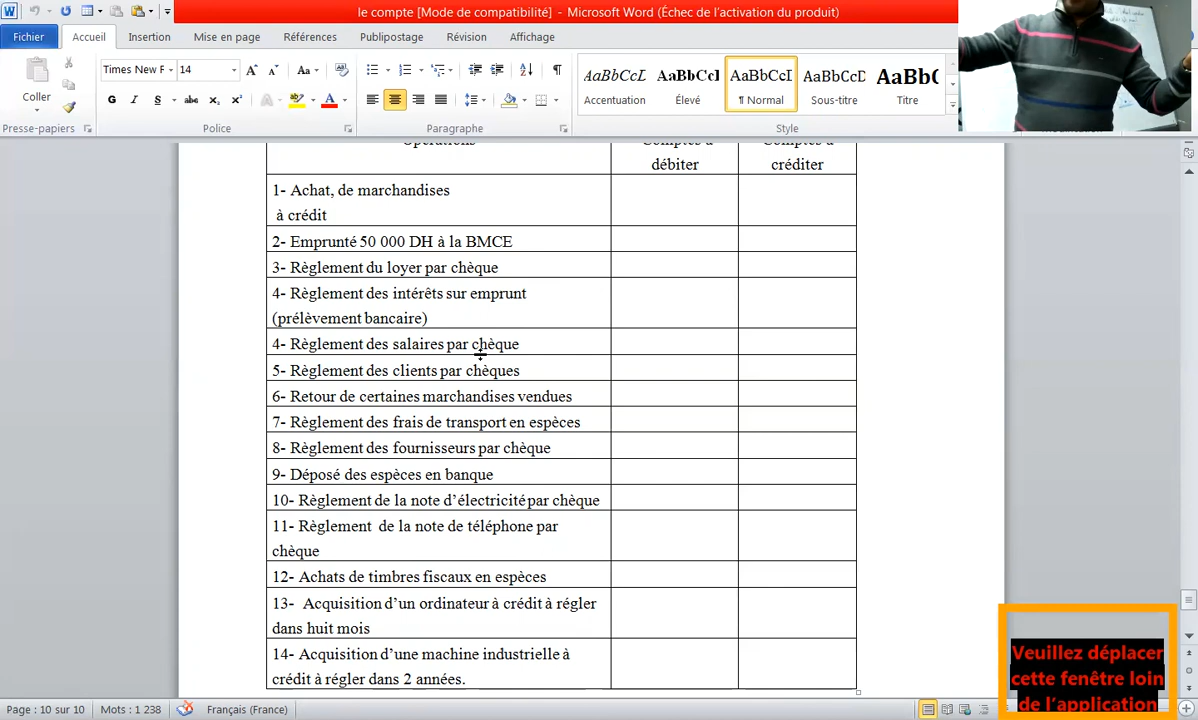 le compte [Mode de compatibilité] - Microsoft Word (Échec de l'activation du produit)
Fichier Accueil Insertion Mise en page Références Publipostage Révision Affichage
Coller
Times New F 14
G I S abc x₂ x² A A
AaBbCcL AaBbCcI AaBbCcI AaBbCcD AaBbC
Accentuation Élevé ¶ Normal Sous-titre Titre
Presse-papiers Police Paragraphe Style
Opérations Comptes à débiter Comptes à créditer
1- Achat, de marchandises
à crédit
2- Emprunté 50 000 DH à la BMCE
3- Règlement du loyer par chèque
4- Règlement des intérêts sur emprunt
(prélèvement bancaire)
4- Règlement des salaires par chèque
5- Règlement des clients par chèques
6- Retour de certaines marchandises vendues
7- Règlement des frais de transport en espèces
8- Règlement des fournisseurs par chèque
9- Déposé des espèces en banque
10- Règlement de la note d'électricité par chèque
11- Règlement de la note de téléphone par
chèque
12- Achats de timbres fiscaux en espèces
13- Acquisition d'un ordinateur à crédit à régler
dans huit mois
14- Acquisition d'une machine industrielle à
crédit à régler dans 2 années.
Veuillez déplacer
cette fenêtre loin
de l'application
Page : 10 sur 10 Mots : 1 238 Français (France)